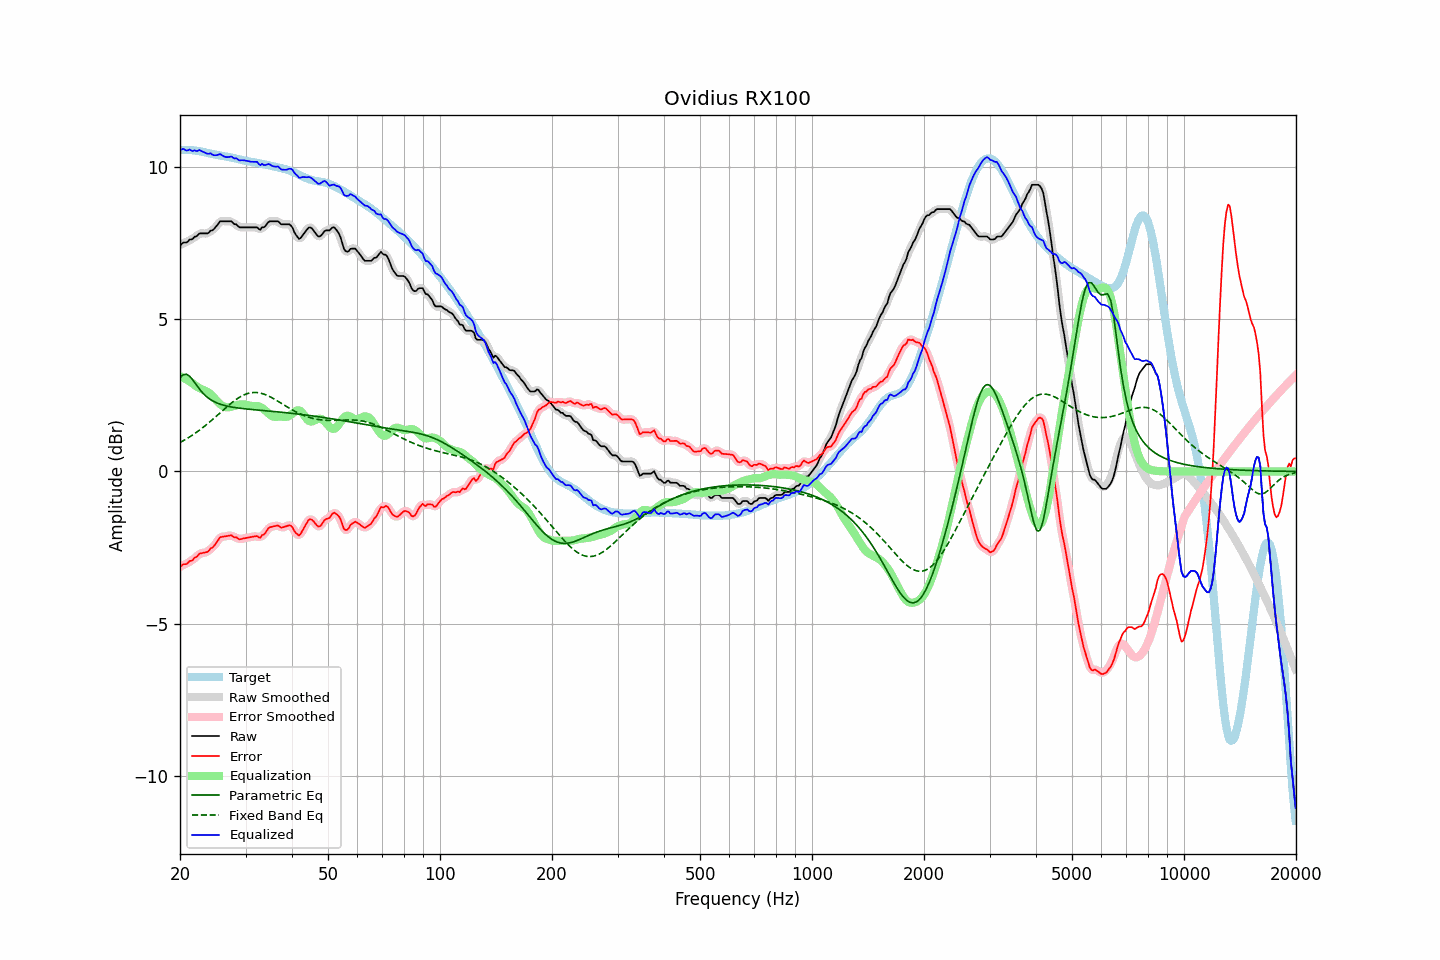 Ovidius RX100
Amplitude (dBr)
10
5
0
−5
−10
Target
Raw Smoothed
Error Smoothed
Raw
Error
Equalization
Parametric Eq
Fixed Band Eq
Equalized
20 50 100 200 500 1000 2000 5000 10000 20000
Frequency (Hz)